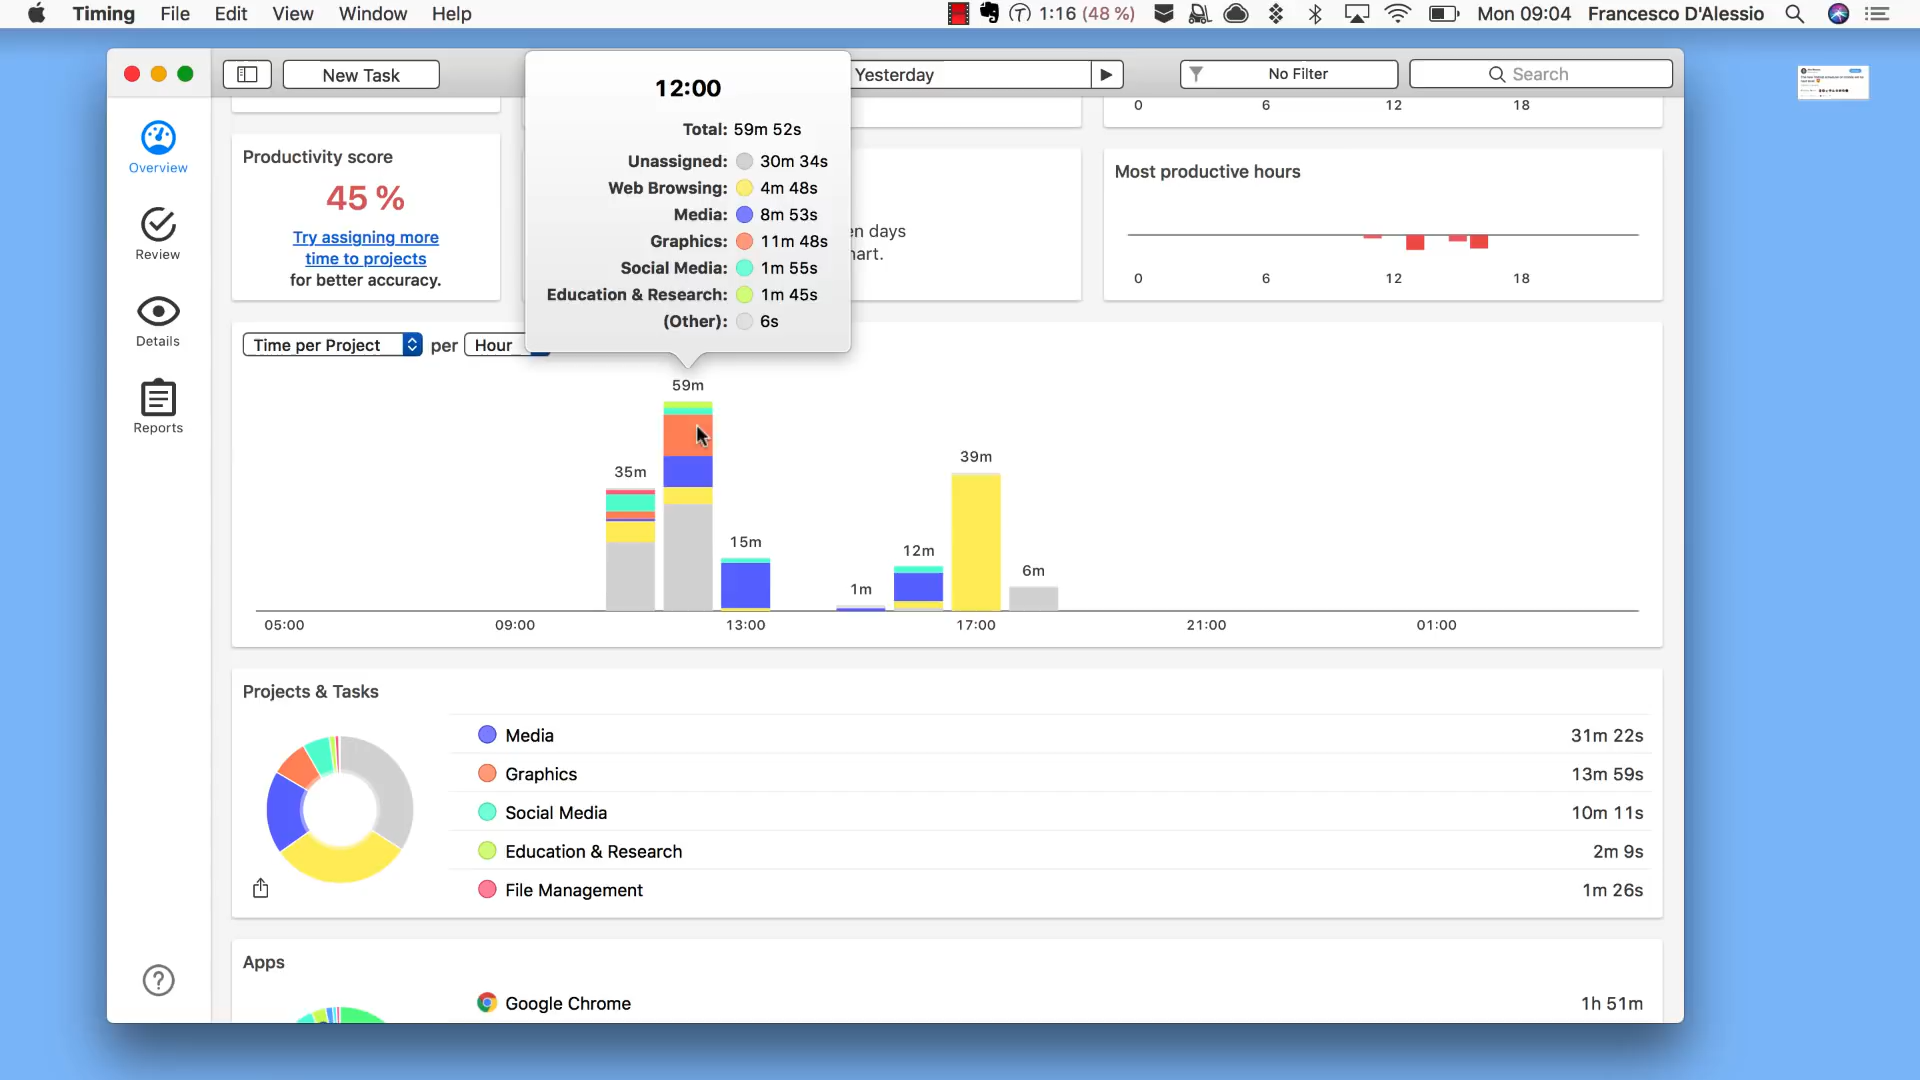 Timing File Edit View Window Help 1:16 (48 %) Mon 09:04 Francesco D'Alessio
New Task Yesterday No Filter Search
12:00
Total: 59m 52s
Unassigned: 30m 34s
Web Browsing: 4m 48s
Media: 8m 53s
Graphics: 11m 48s
Social Media: 1m 55s
Education & Research: 1m 45s
(Other): 6s
0 6 12 18
Overview
Review
Details
Reports
Productivity score
45 %
Try assigning more
time to projects
for better accuracy.
en days
art.
Most productive hours
0 6 12 18
Time per Project per Hour
59m
35m
39m
15m
12m
1m
6m
05:00 09:00 13:00 17:00 21:00 01:00
Projects & Tasks
Media 31m 22s
Graphics 13m 59s
Social Media 10m 11s
Education & Research 2m 9s
File Management 1m 26s
Apps
Google Chrome 1h 51m